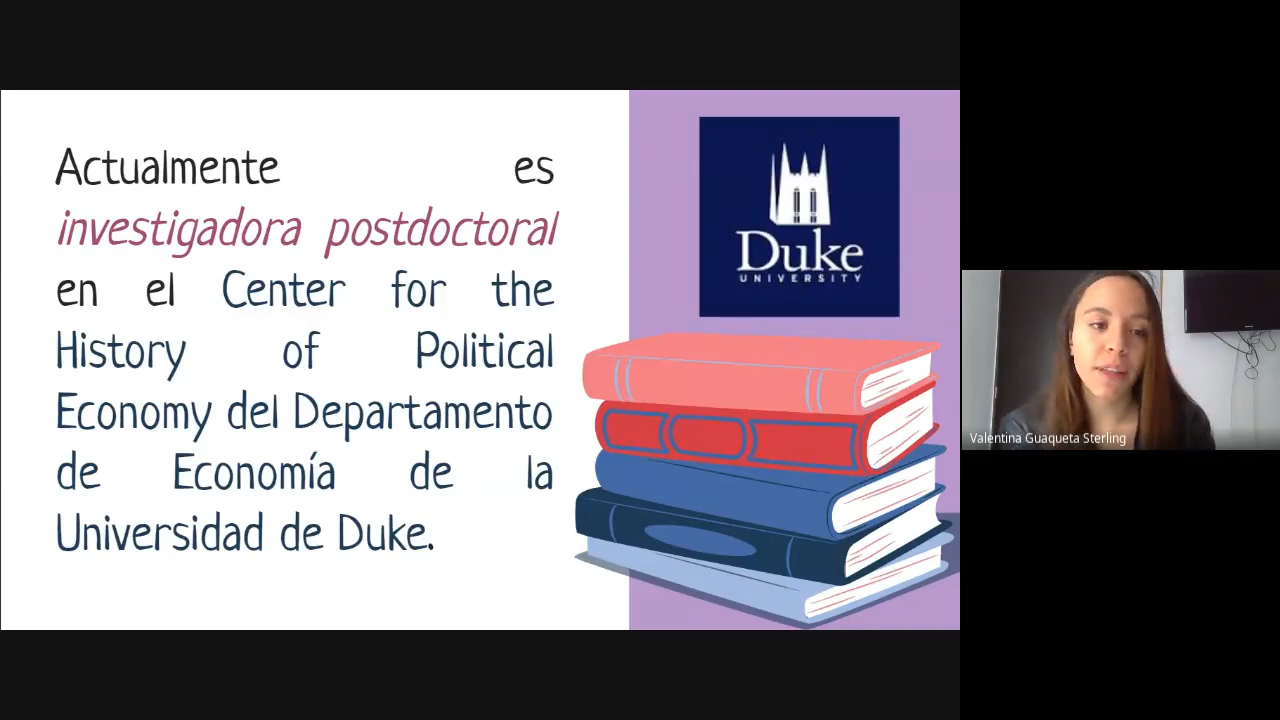 Actualmente es
investigadora postdoctoral
en el Center for the
History of Political
Economy del Departamento
de Economía de la
Universidad de Duke.
Duke
UNIVERSITY
Valentina Guaqueta Sterling